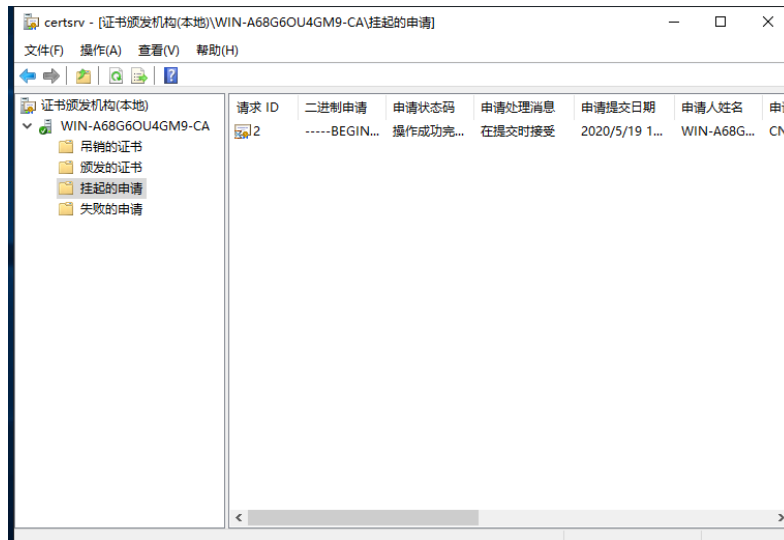 certsrv - [证书颁发机构(本地)\WIN-A68G6OU4GM9-CA\挂起的申请]
文件(F) 操作(A) 查看(V) 帮助(H)
证书颁发机构(本地)
WIN-A68G6OU4GM9-CA
吊销的证书
颁发的证书
挂起的申请
失败的申请
请求 ID 二进制申请 申请状态码 申请处理消息 申请提交日期 申请人姓名 申请
2 -----BEGIN... 操作成功完... 在提交时接受 2020/5/19 1... WIN-A68G... CN